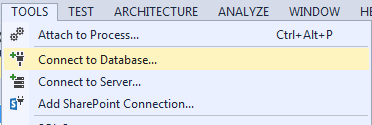 TOOLS TEST ARCHITECTURE ANALYZE WINDOW
Attach to Process... Ctrl+Alt+P
Connect to Database...
Connect to Server...
Add SharePoint Connection...